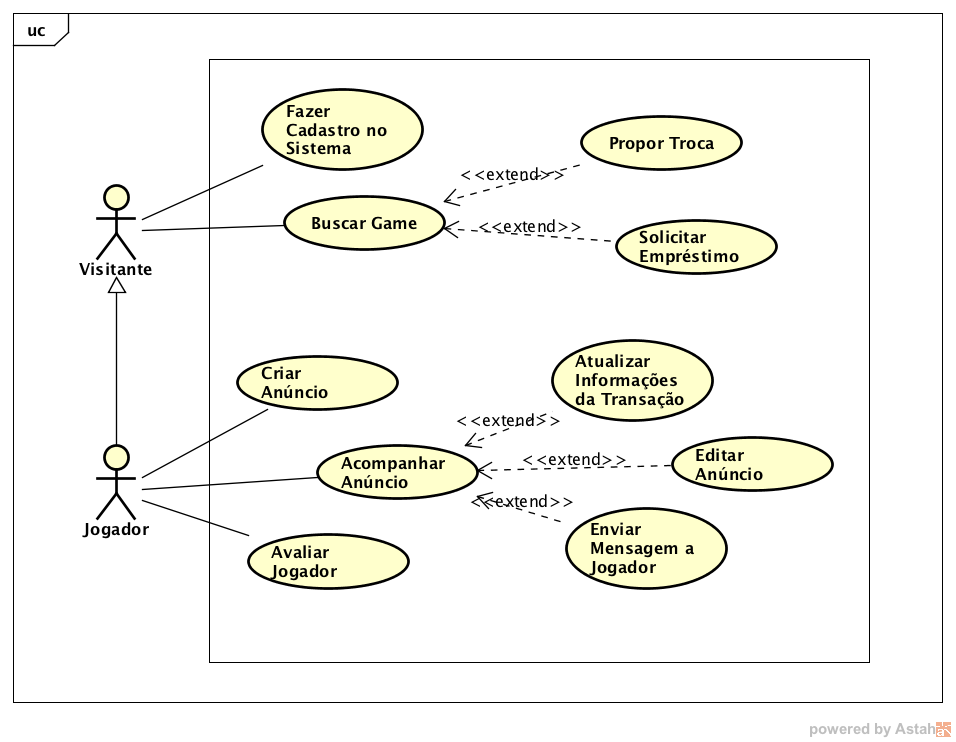 uc
Fazer
Cadastro no
Sistema
Propor Troca
<<extend>>
Buscar Game
<<extend>>
Solicitar
Empréstimo
Visitante
Criar
Anúncio
Atualizar
Informações
da Transação
<<extend>>
Acompanhar
Anúncio
<<extend>>
Editar
Anúncio
<<extend>>
Enviar
Mensagem a
Jogador
Jogador
Avaliar
Jogador
powered by Astah